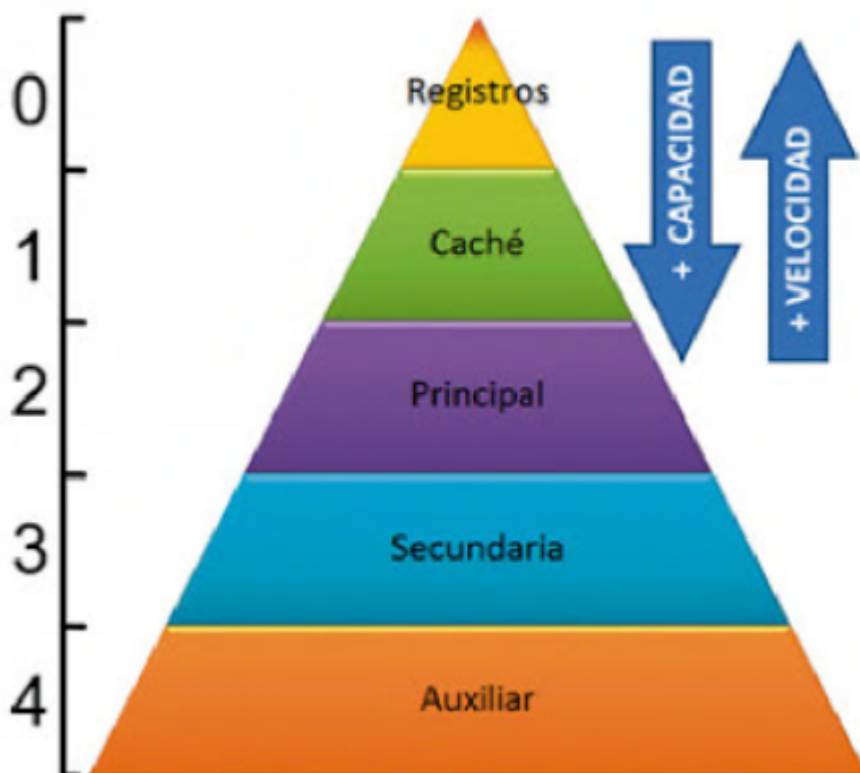 0
Registros
1
Caché
2
Principal
3
Secundaria
4
Auxiliar
+ CAPACIDAD
+ VELOCIDAD